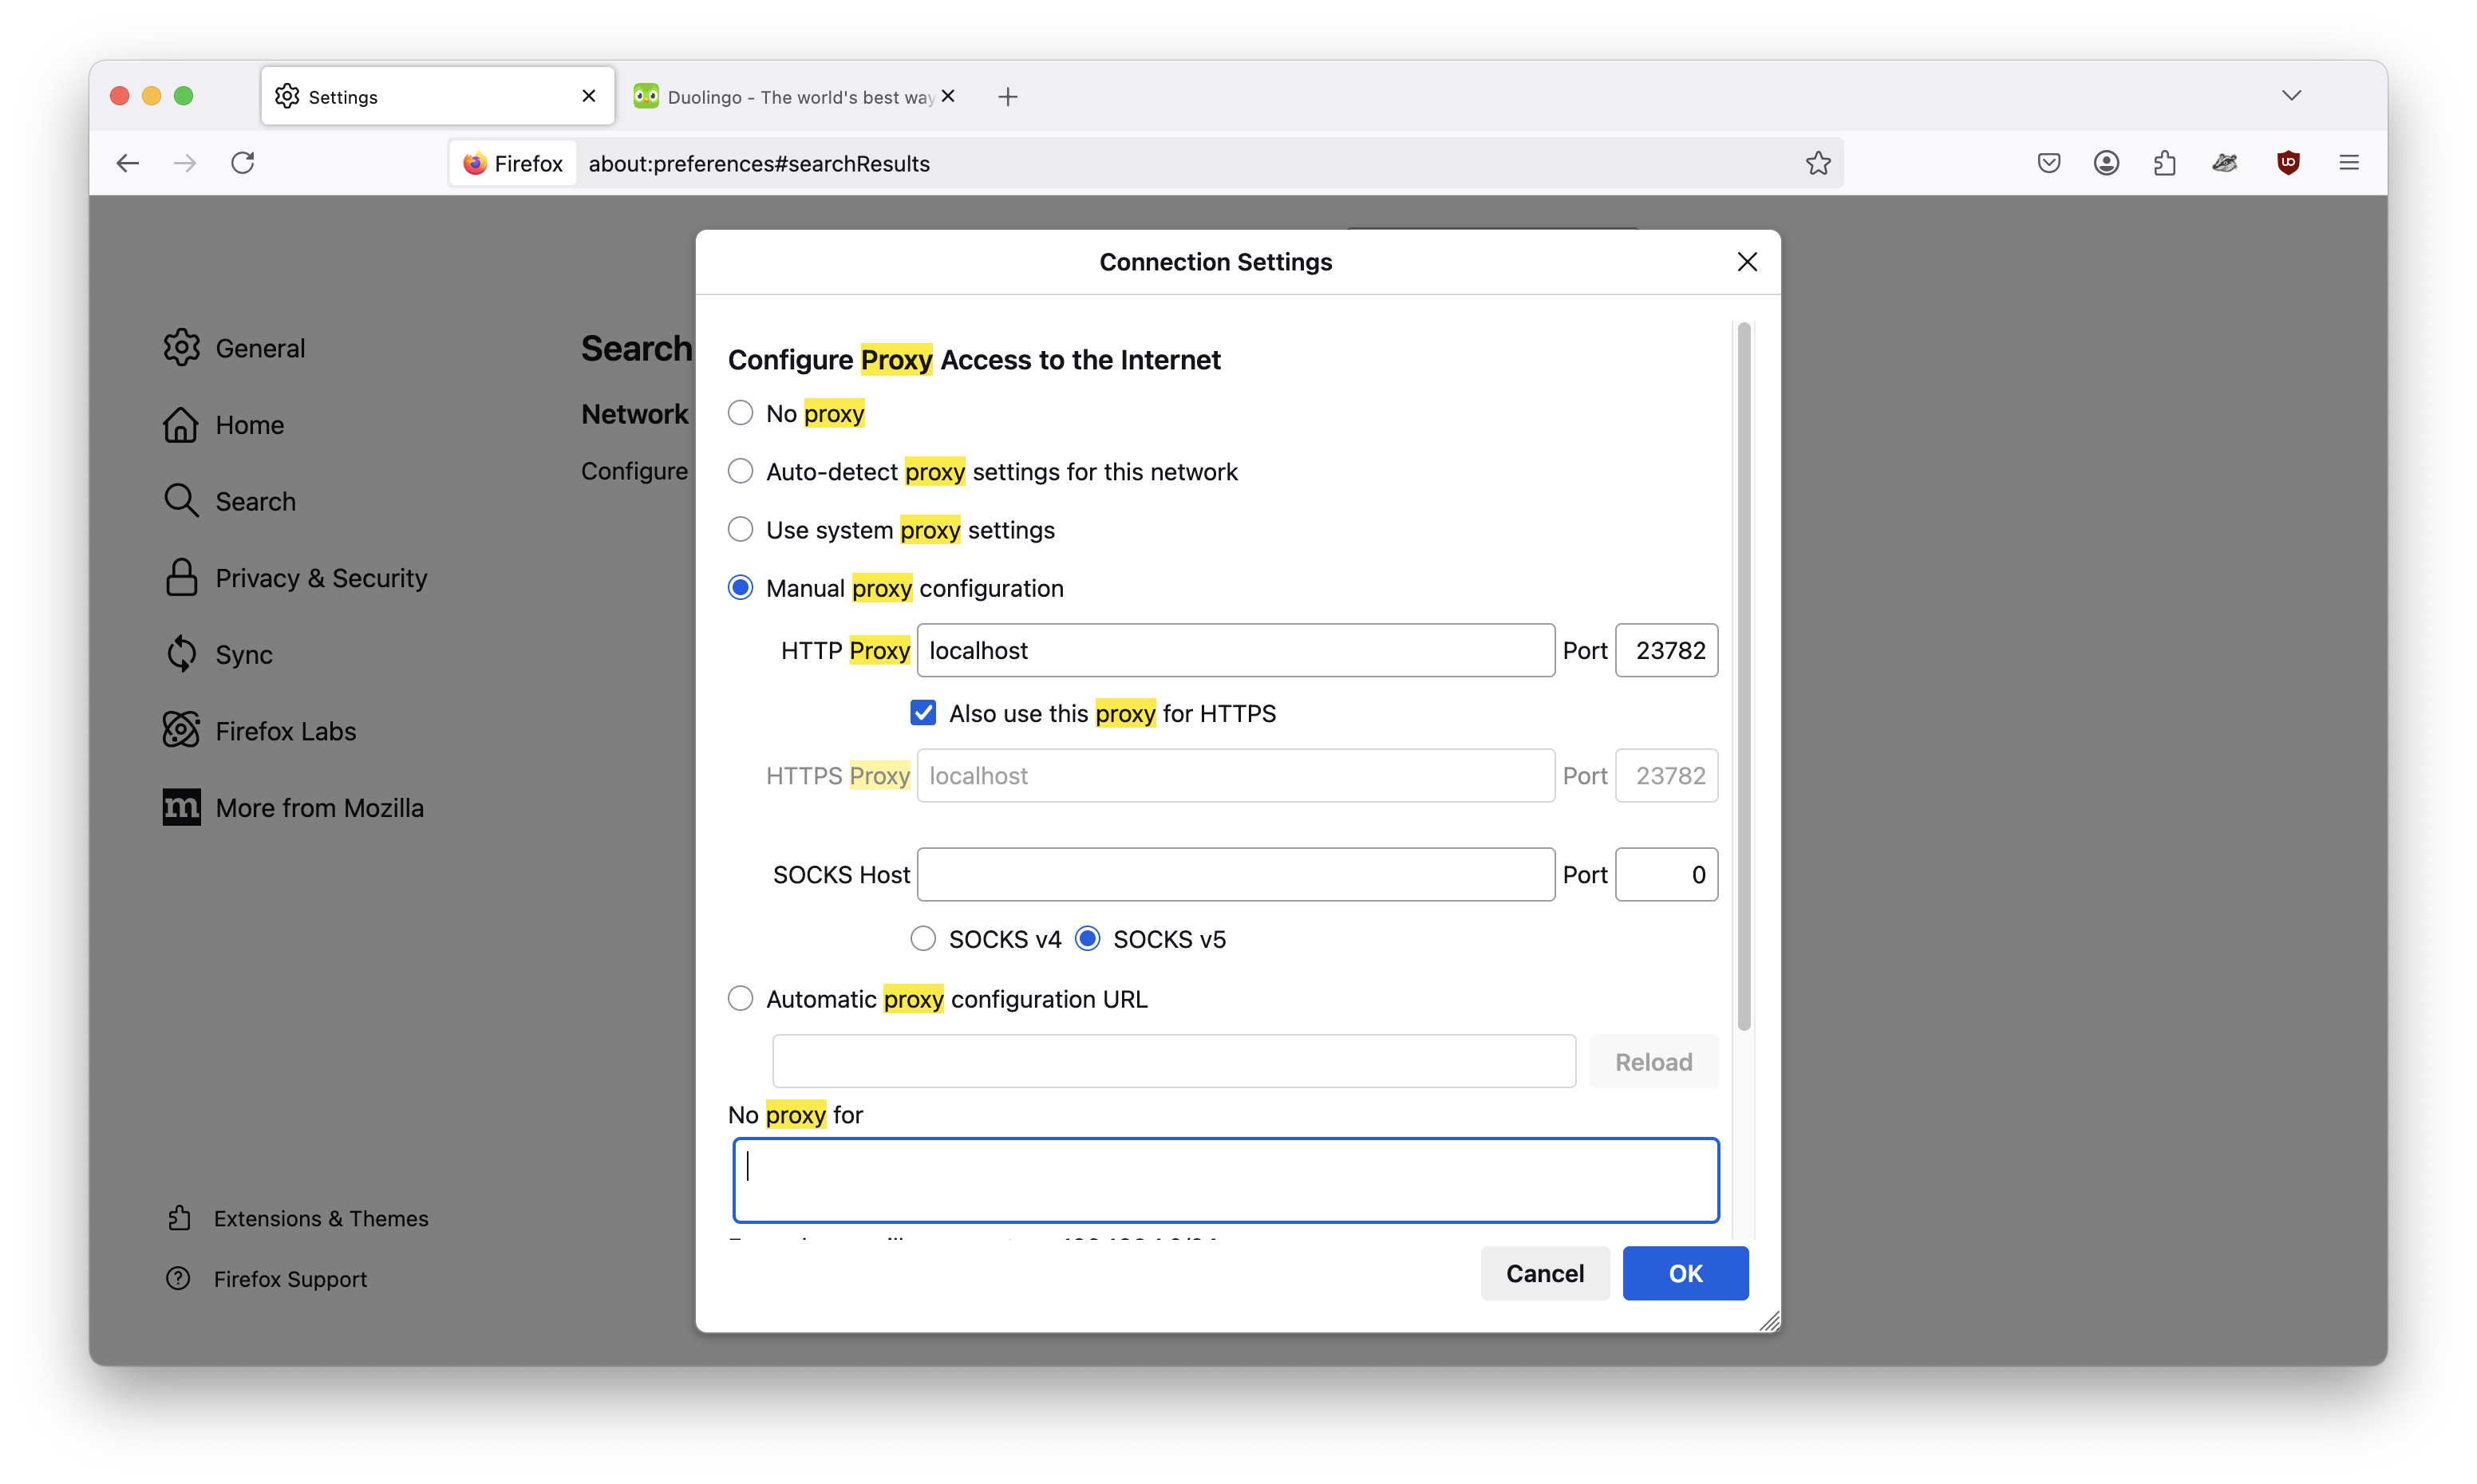 Settings
Duolingo - The world's best way
Firefox about:preferences#searchResults
Connection Settings
General
Home
Search
Privacy & Security
Sync
Firefox Labs
m More from Mozilla
Extensions & Themes
Firefox Support
Search
Network
Configure
Configure Proxy Access to the Internet
No proxy
Auto-detect proxy settings for this network
Use system proxy settings
Manual proxy configuration
HTTP Proxy localhost Port 23782
Also use this proxy for HTTPS
HTTPS Proxy localhost Port 23782
SOCKS Host Port 0
SOCKS v4 SOCKS v5
Automatic proxy configuration URL
Reload
No proxy for
Cancel OK